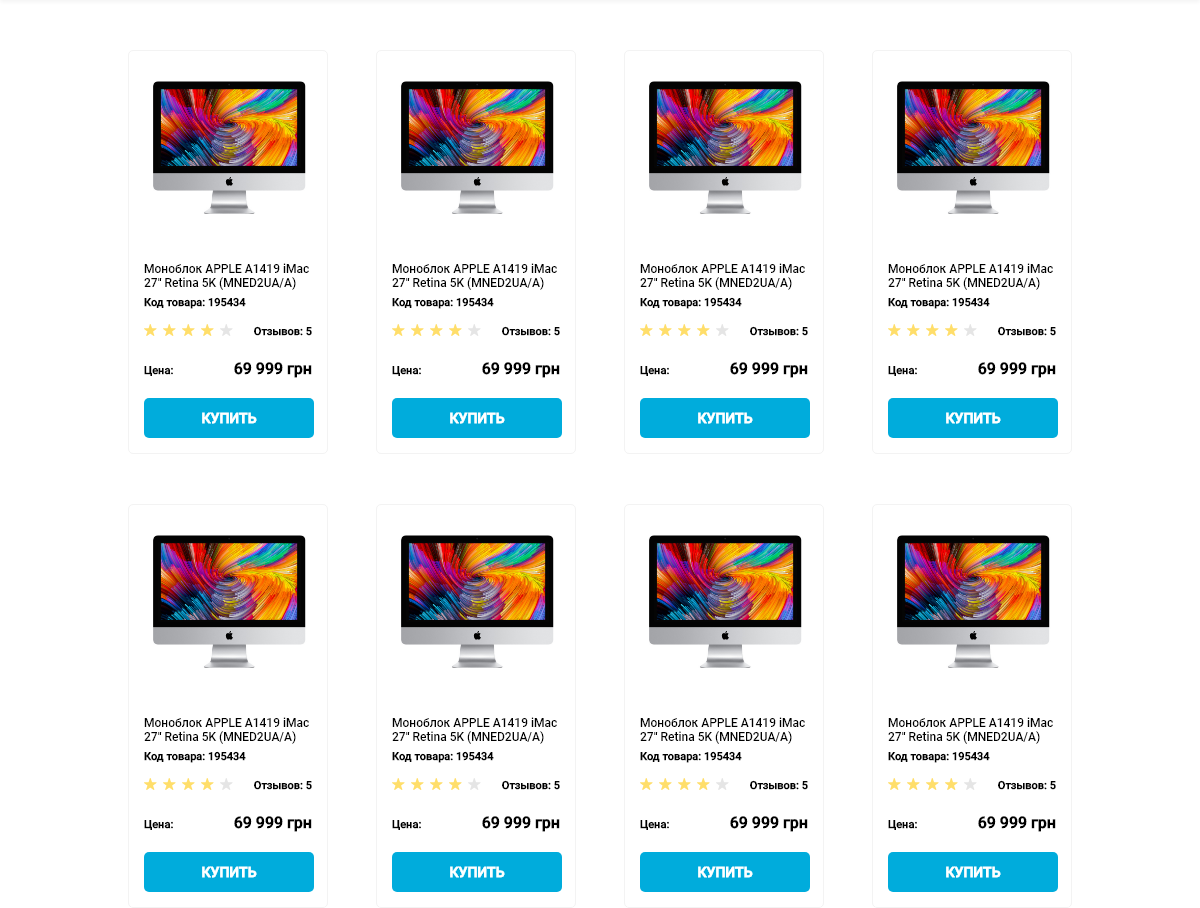 Моноблок APPLE A1419 iMac
27" Retina 5K (MNED2UA/A)
Код товара: 195434
Отзывов: 5
Цена: 69 999 грн
КУПИТЬ
Моноблок APPLE A1419 iMac
27" Retina 5K (MNED2UA/A)
Код товара: 195434
Отзывов: 5
Цена: 69 999 грн
КУПИТЬ
Моноблок APPLE A1419 iMac
27" Retina 5K (MNED2UA/A)
Код товара: 195434
Отзывов: 5
Цена: 69 999 грн
КУПИТЬ
Моноблок APPLE A1419 iMac
27" Retina 5K (MNED2UA/A)
Код товара: 195434
Отзывов: 5
Цена: 69 999 грн
КУПИТЬ
Моноблок APPLE A1419 iMac
27" Retina 5K (MNED2UA/A)
Код товара: 195434
Отзывов: 5
Цена: 69 999 грн
КУПИТЬ
Моноблок APPLE A1419 iMac
27" Retina 5K (MNED2UA/A)
Код товара: 195434
Отзывов: 5
Цена: 69 999 грн
КУПИТЬ
Моноблок APPLE A1419 iMac
27" Retina 5K (MNED2UA/A)
Код товара: 195434
Отзывов: 5
Цена: 69 999 грн
КУПИТЬ
Моноблок APPLE A1419 iMac
27" Retina 5K (MNED2UA/A)
Код товара: 195434
Отзывов: 5
Цена: 69 999 грн
КУПИТЬ